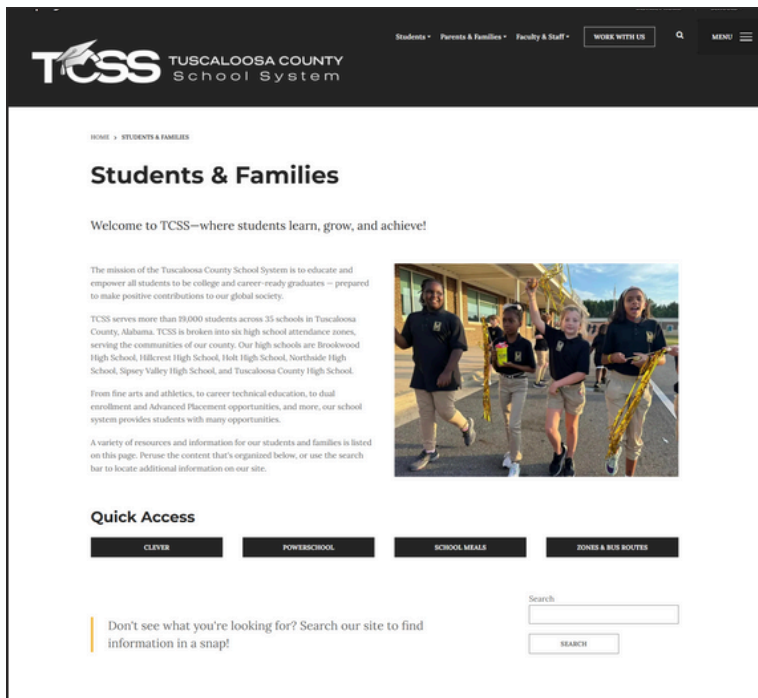 Students
Parents & Families
Faculty & Staff
WORK WITH US
MENU
TCSS
TUSCALOOSA COUNTY
School System
HOME > STUDENTS & FAMILIES
Students & Families
Welcome to TCSS—where students learn, grow, and achieve!
The mission of the Tuscaloosa County School System is to educate and
empower all students to be college and career-ready graduates — prepared
to make positive contributions to our global society.
TCSS serves more than 19,000 students across 35 schools in Tuscaloosa
County, Alabama. TCSS is broken into six high school attendance zones,
serving the communities of our county. Our high schools are Brookwood
High School, Hillcrest High School, Holt High School, Northside High
School, Sipsey Valley High School, and Tuscaloosa County High School.
From fine arts and athletics, to career technical education, to dual
enrollment and Advanced Placement opportunities, and more, our school
system provides students with many opportunities.
A variety of resources and information for our students and families is listed
on this page. Peruse the content that's organized below, or use the search
bar to locate additional information on our site.
Quick Access
CLEVER
POWERSCHOOL
SCHOOL MEALS
ZONES & BUS ROUTES
Don't see what you're looking for? Search our site to find
information in a snap!
Search
SEARCH